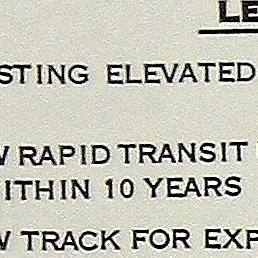 LE
STING ELEVATED
W RAPID TRANSIT
ITHIN 10 YEARS
W TRACK FOR EXP